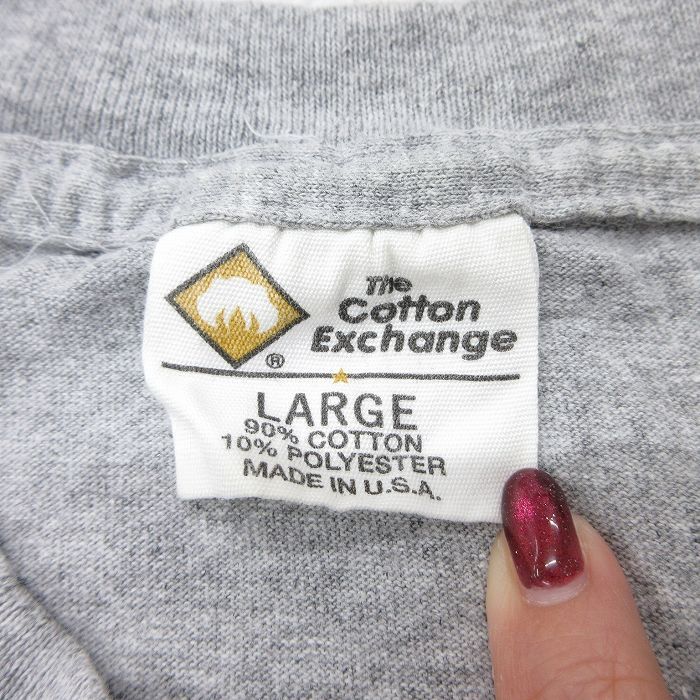 The
Cotton
Exchange
®
LARGE
90% COTTON
10% POLYESTER
MADE IN U.S.A.